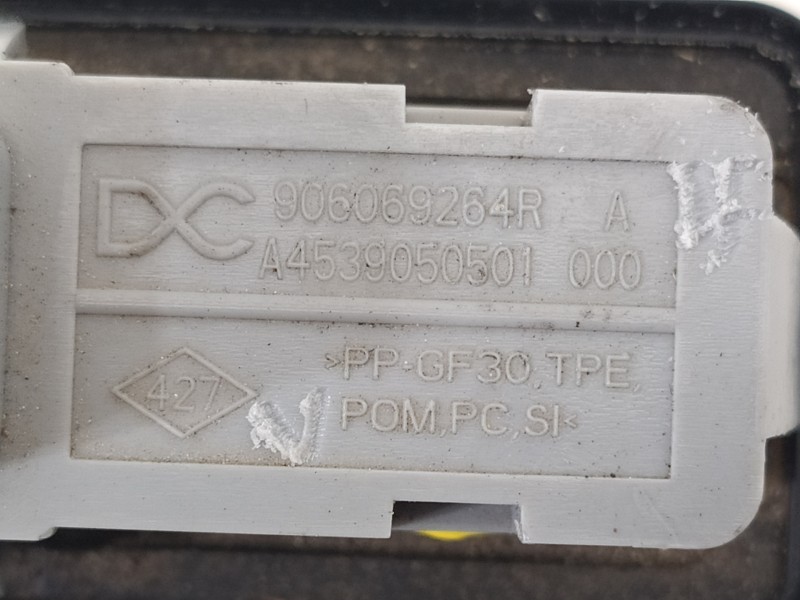 DC 906069264R A
A4539050501 000
427
>PP-GF30,TPE,
POM,PC,SI<